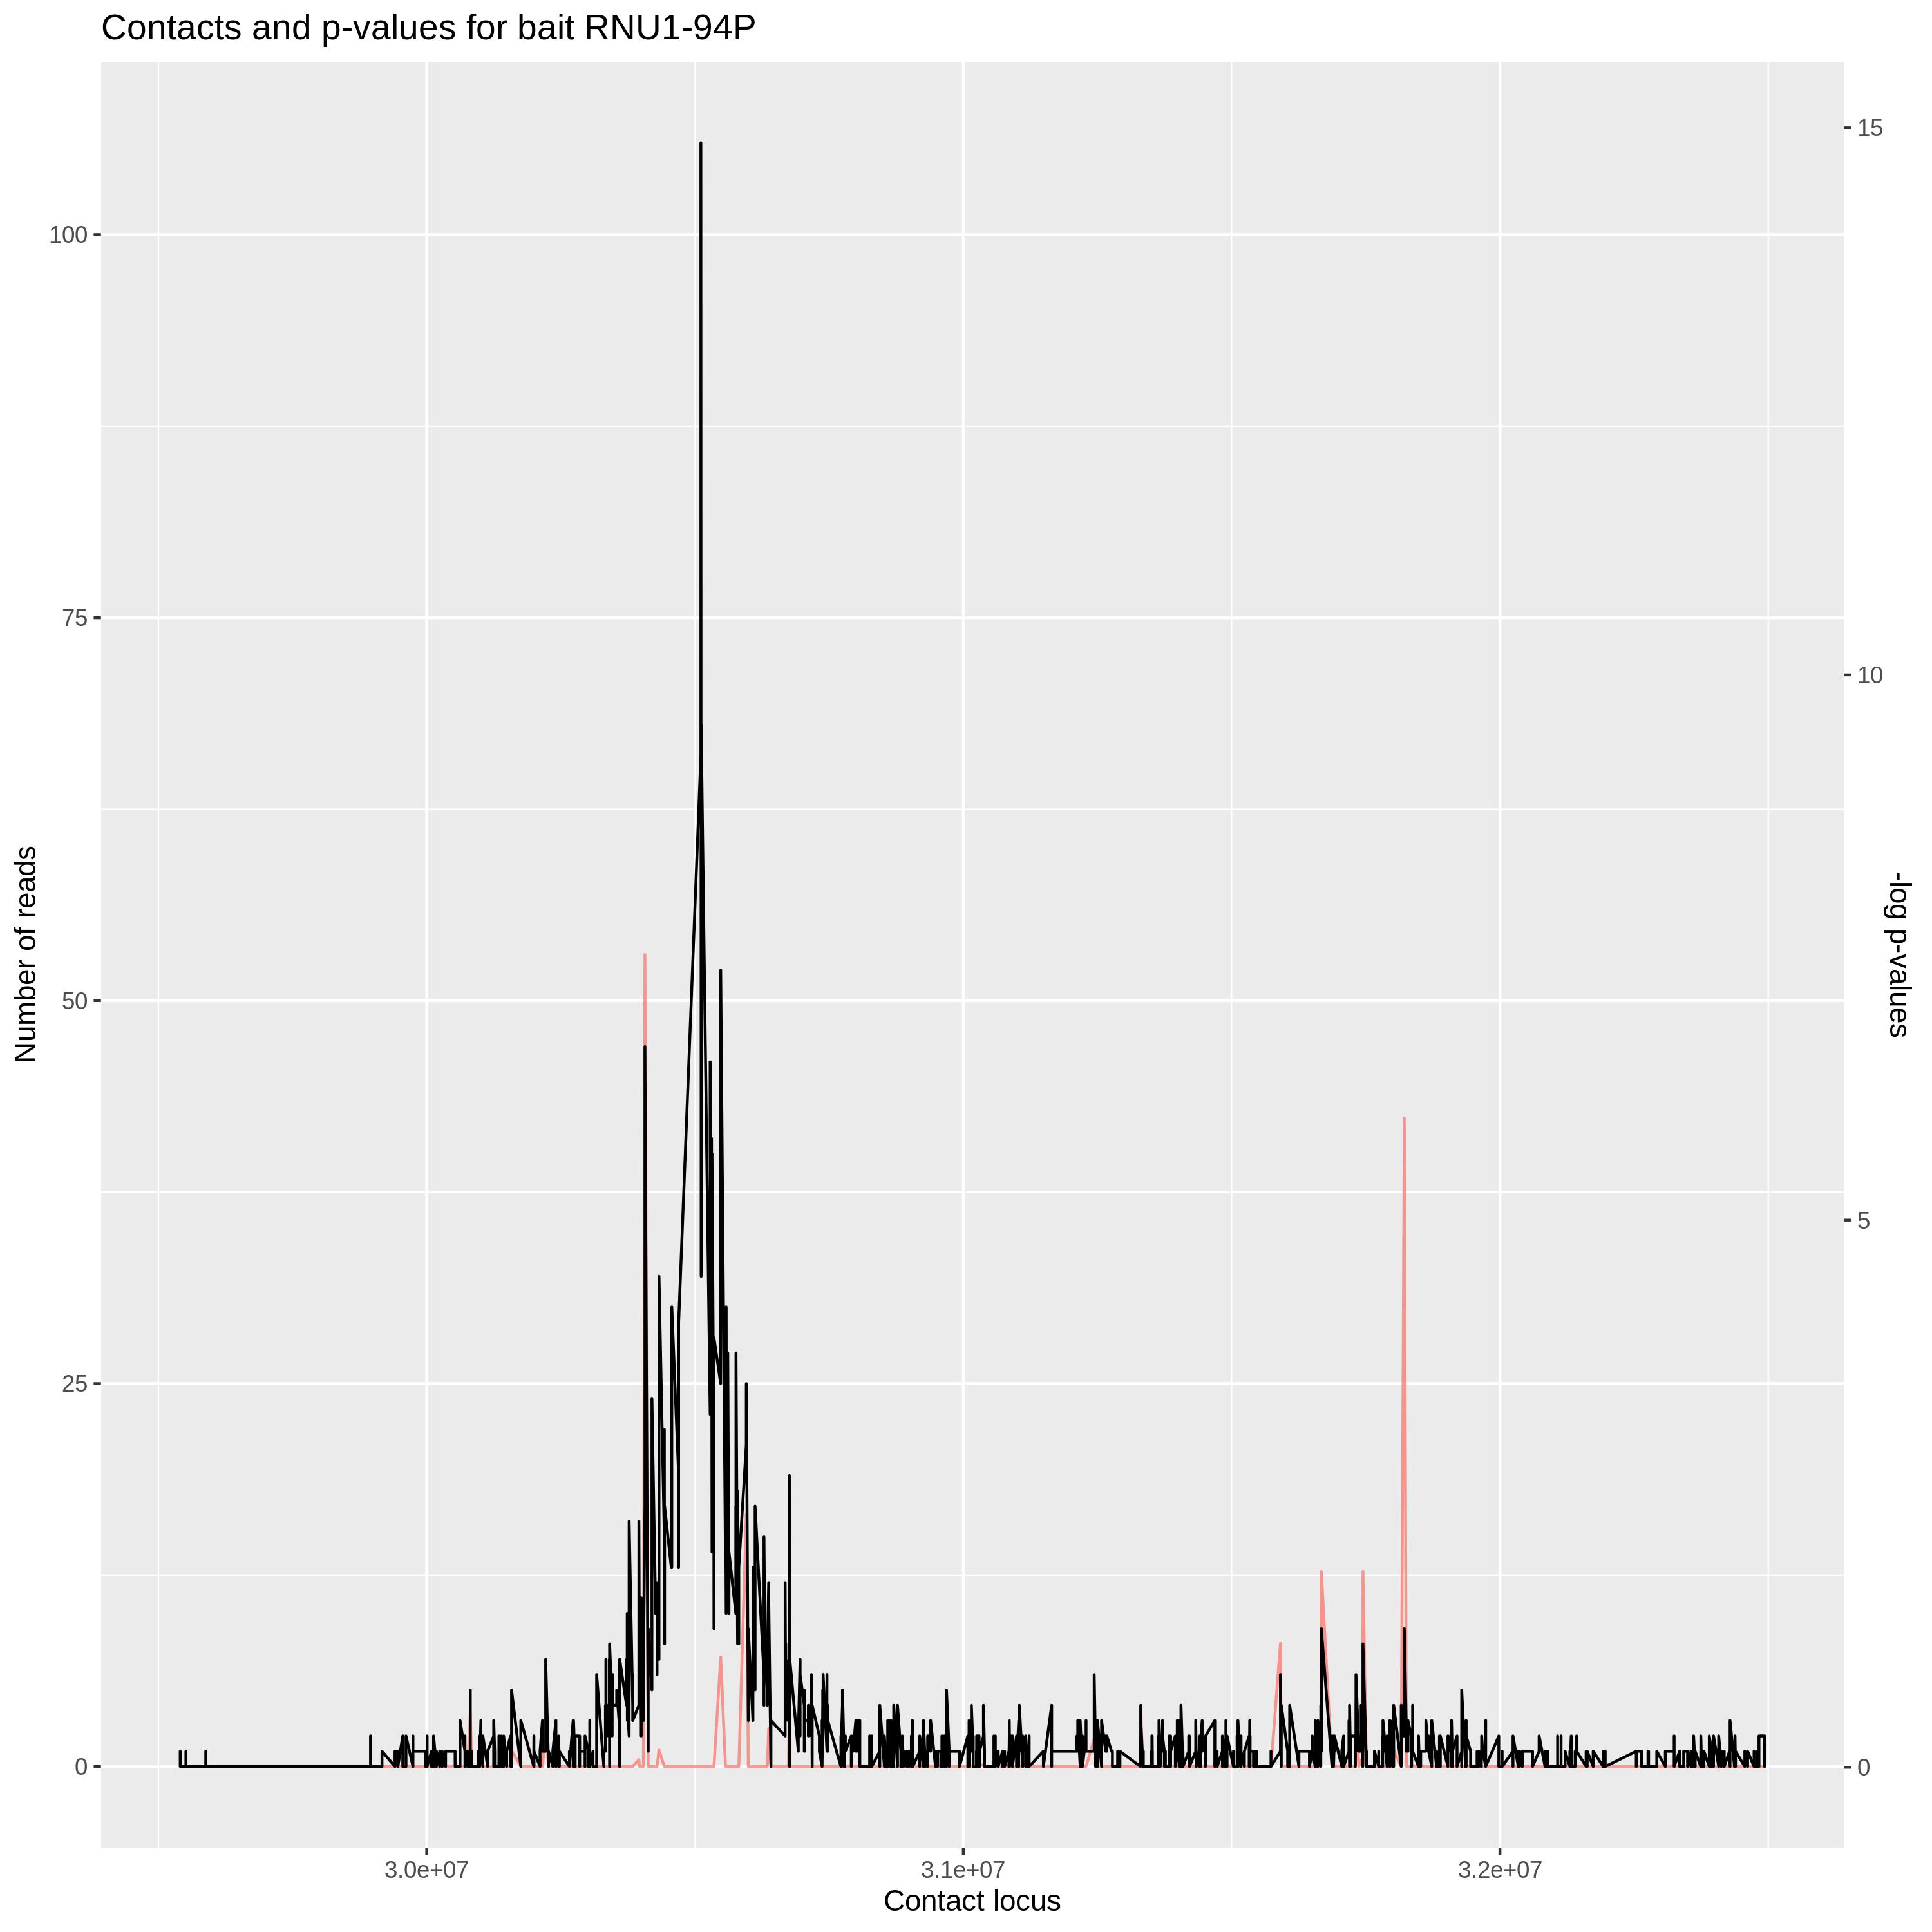 Contacts and p-values for bait RNU1-94P
100
75
50
25
0
Number of reads
15
10
5
0
-log p-values
3.0e+07
3.1e+07
3.2e+07
Contact locus